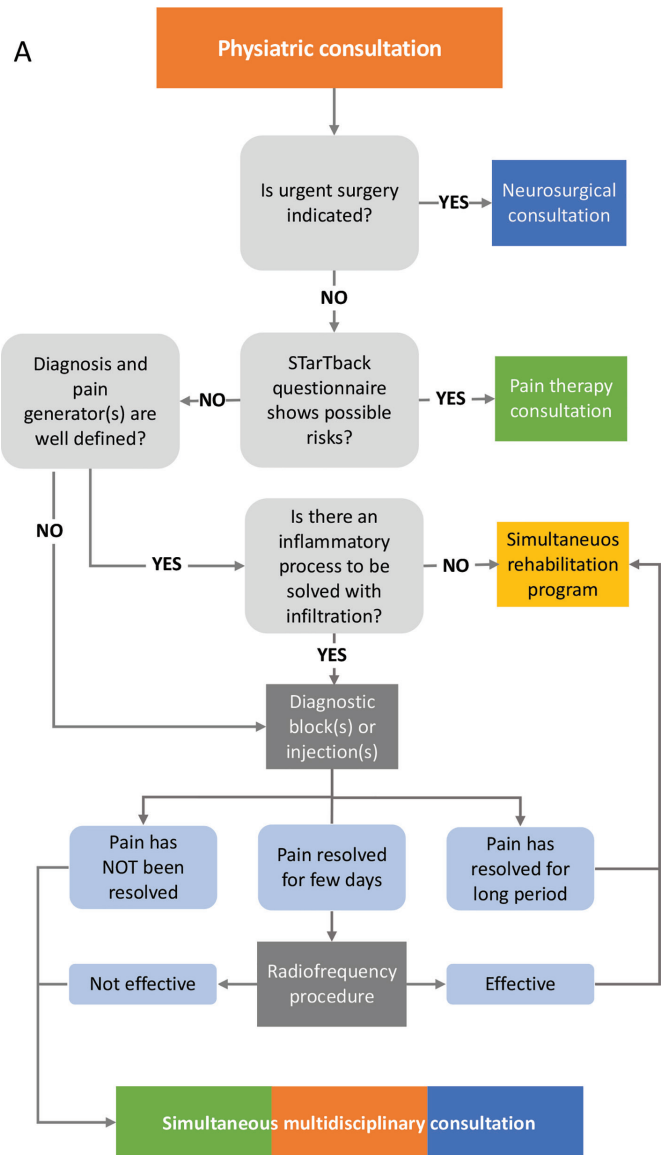 A
Physiatric consultation
Is urgent surgery
indicated?
YES
Neurosurgical
consultation
NO
Diagnosis and
pain
generator(s) are
well defined?
NO
STarTback
questionnaire
shows possible
risks?
YES
Pain therapy
consultation
NO
YES
Is there an
inflammatory
process to be
solved with
infiltration?
NO
Simultaneuos
rehabilitation
program
YES
Diagnostic
block(s) or
injection(s)
Pain has
NOT been
resolved
Pain resolved
for few days
Pain has
resolved for
long period
Not effective
Radiofrequency
procedure
Effective
Simultaneous multidisciplinary consultation